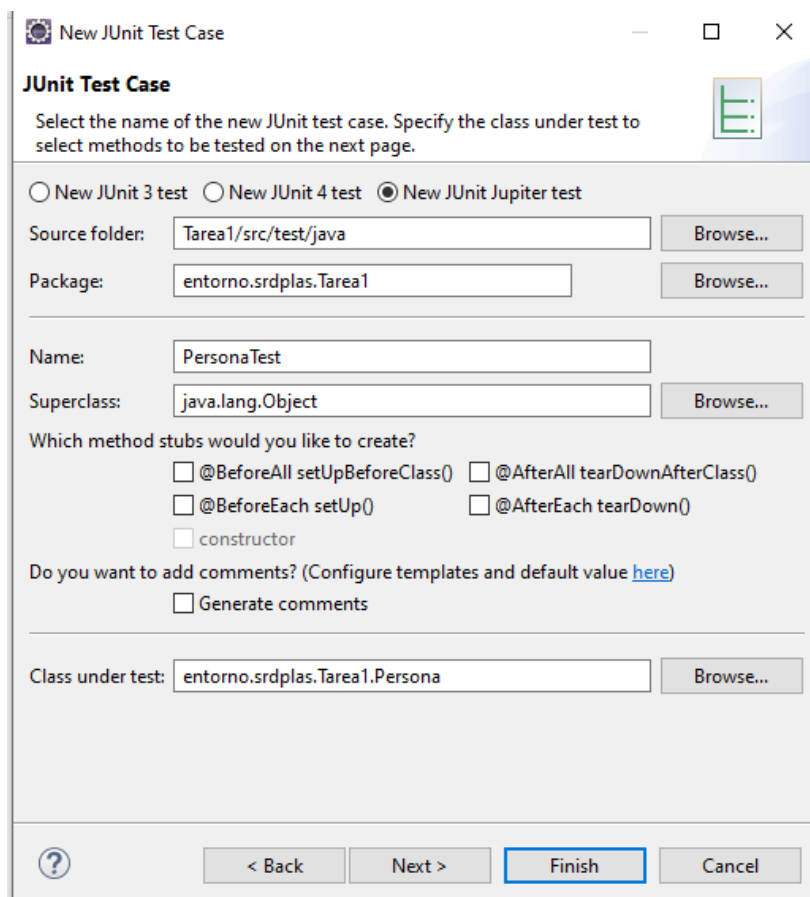 New JUnit Test Case
JUnit Test Case
Select the name of the new JUnit test case. Specify the class under test to
select methods to be tested on the next page.
New JUnit 3 test New JUnit 4 test New JUnit Jupiter test
Source folder: Tarea1/src/test/java Browse...
Package: entorno.srdplas.Tarea1 Browse...
Name: PersonaTest
Superclass: java.lang.Object Browse...
Which method stubs would you like to create?
@BeforeAll setUpBeforeClass() @AfterAll tearDownAfterClass()
@BeforeEach setUp() @AfterEach tearDown()
constructor
Do you want to add comments? (Configure templates and default value here)
Generate comments
Class under test: entorno.srdplas.Tarea1.Persona Browse...
? < Back Next > Finish Cancel